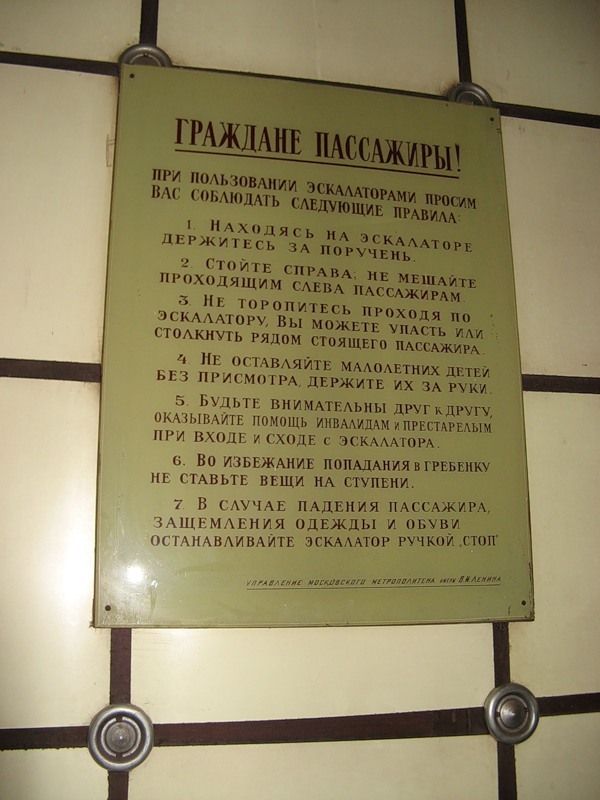 ГРАЖДАНЕ ПАССАЖИРЫ!
ПРИ ПОЛЬЗОВАНИИ ЭСКАЛАТОРАМИ ПРОСИМ
ВАС СОБЛЮДАТЬ СЛЕДУЮЩИЕ ПРАВИЛА:
1. НАХОДЯСЬ НА ЭСКАЛАТОРЕ
ДЕРЖИТЕСЬ ЗА ПОРУЧЕНЬ.
2. СТОЙТЕ СПРАВА, НЕ МЕШАЙТЕ
ПРОХОДЯЩИМ СЛЕВА ПАССАЖИРАМ.
3. НЕ ТОРОПИТЕСЬ ПРОХОДЯ ПО
ЭСКАЛАТОРУ, ВЫ МОЖЕТЕ УПАСТЬ ИЛИ
СТОЛКНУТЬ РЯДОМ СТОЯЩЕГО ПАССАЖИРА.
4. НЕ ОСТАВЛЯЙТЕ МАЛОЛЕТНИХ ДЕТЕЙ
БЕЗ ПРИСМОТРА, ДЕРЖИТЕ ИХ ЗА РУКИ.
5. БУДЬТЕ ВНИМАТЕЛЬНЫ ДРУГ К ДРУГУ,
ОКАЗЫВАЙТЕ ПОМОЩЬ ИНВАЛИДАМ И ПРЕСТАРЕЛЫМ
ПРИ ВХОДЕ И СХОДЕ С ЭСКАЛАТОРА.
6. ВО ИЗБЕЖАНИЕ ПОПАДАНИЯ В ГРЕБЕНКУ
НЕ СТАВЬТЕ ВЕЩИ НА СТУПЕНИ.
7. В СЛУЧАЕ ПАДЕНИЯ ПАССАЖИРА,
ЗАЩЕМЛЕНИЯ ОДЕЖДЫ И ОБУВИ
ОСТАНАВЛИВАЙТЕ ЭСКАЛАТОР РУЧКОЙ „СТОП"
УПРАВЛЕНИЕ МОСКОВСКОГО МЕТРОПОЛИТЕНА ИМЕНИ В.И.ЛЕНИНА